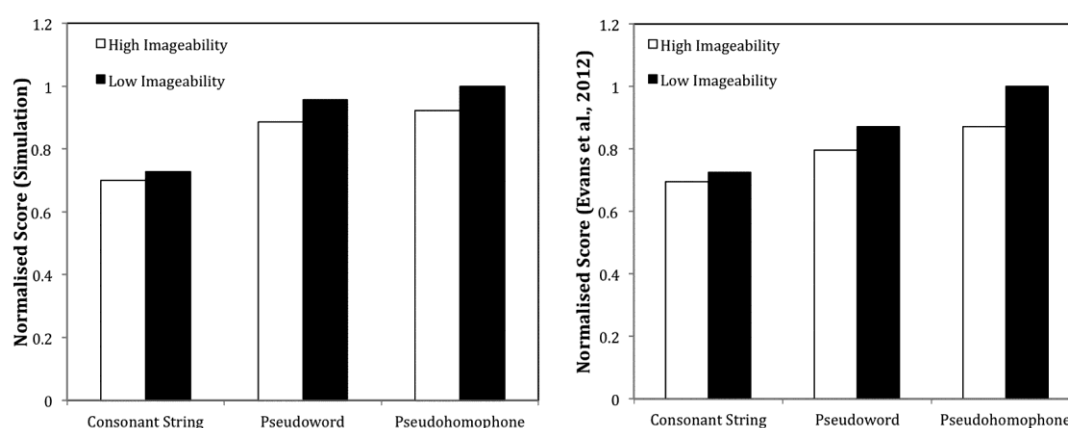 Normalised Score (Simulation)
1.2
1
0.8
0.6
0.4
0.2
0
High Imageability
Low Imageability
Consonant String
Pseudoword
Pseudohomophone
Normalised Score (Evans et al., 2012)
1.2
1
0.8
0.6
0.4
0.2
0
High Imageability
Low Imageability
Consonant String
Pseudoword
Pseudohomophone